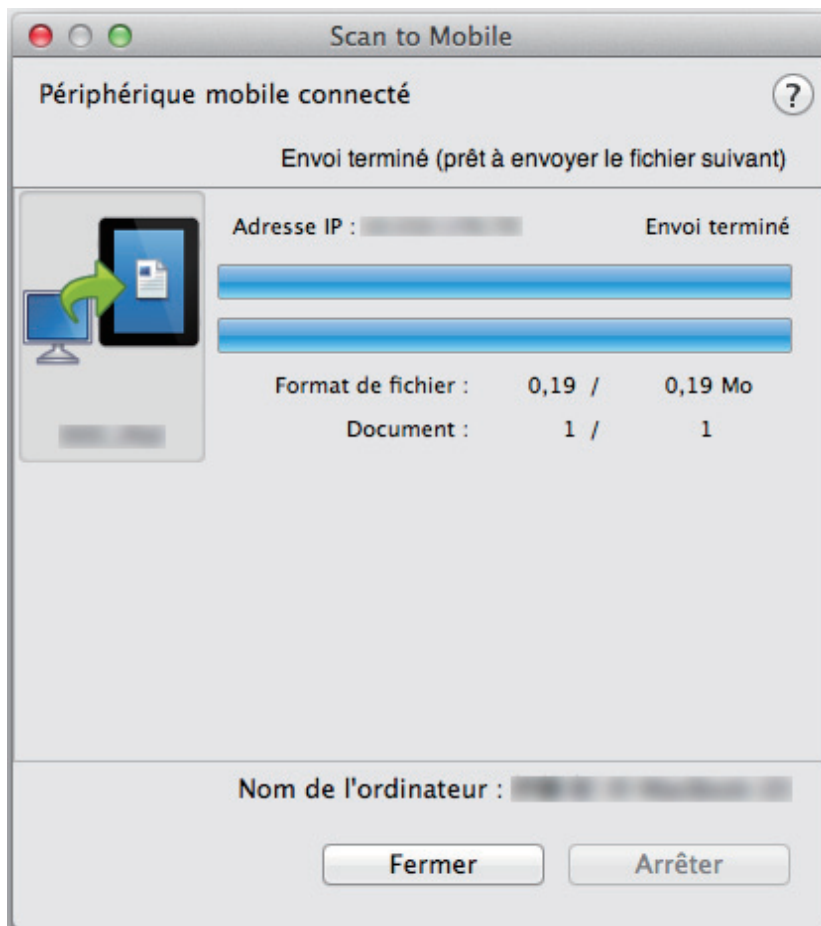 Scan to Mobile
Périphérique mobile connecté
?
Envoi terminé (prêt à envoyer le fichier suivant)
Adresse IP : Envoi terminé
Format de fichier : 0,19 / 0,19 Mo
Document : 1 / 1
Nom de l'ordinateur :
Fermer Arrêter